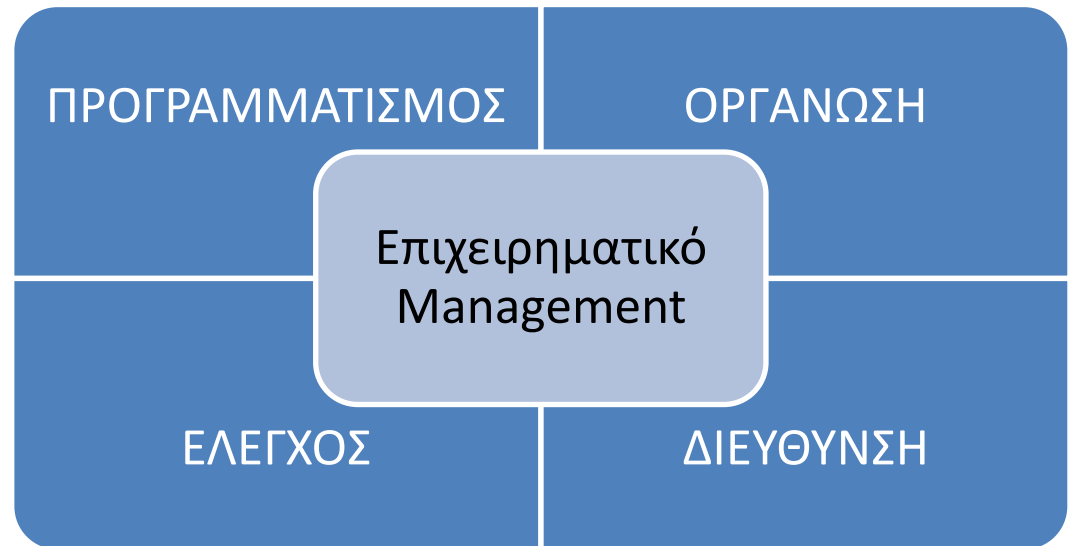 ΠΡΟΓΡΑΜΜΑΤΙΣΜΟΣ
ΟΡΓΑΝΩΣΗ
Επιχειρηματικό
Management
ΕΛΕΓΧΟΣ
ΔΙΕΥΘΥΝΣΗ